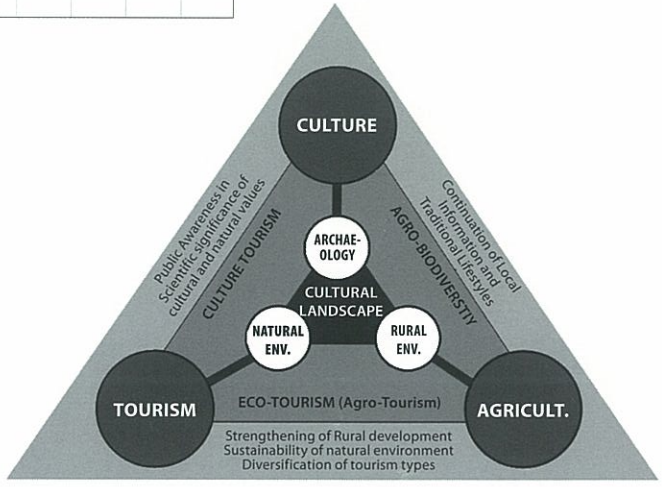 CULTURE
Public Awareness in
Scientific significance of
cultural and natural values
CULTURE TOURISM
Continuation of Local
Information and
Traditional Lifestyles
AGRO-BIODIVERSTIY
ARCHAE-
OLOGY
CULTURAL
LANDSCAPE
NATURAL
ENV.
RURAL
ENV.
TOURISM
AGRICULT.
ECO-TOURISM (Agro-Tourism)
Strengthening of Rural development
Sustainability of natural environment
Diversification of tourism types